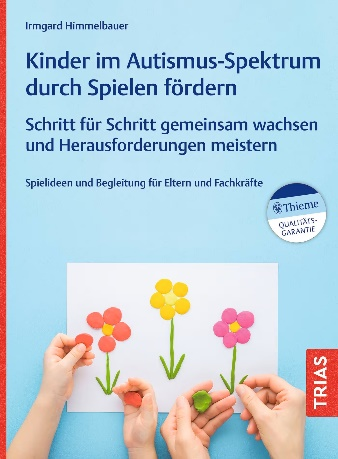 Irmgard Himmelbauer
Kinder im Autismus-Spektrum
durch Spielen fördern
Schritt für Schritt gemeinsam wachsen
und Herausforderungen meistern
Spielideen und Begleitung für Eltern und Fachkräfte
Thieme
QUALITÄTS-
GARANTIE
TRIAS